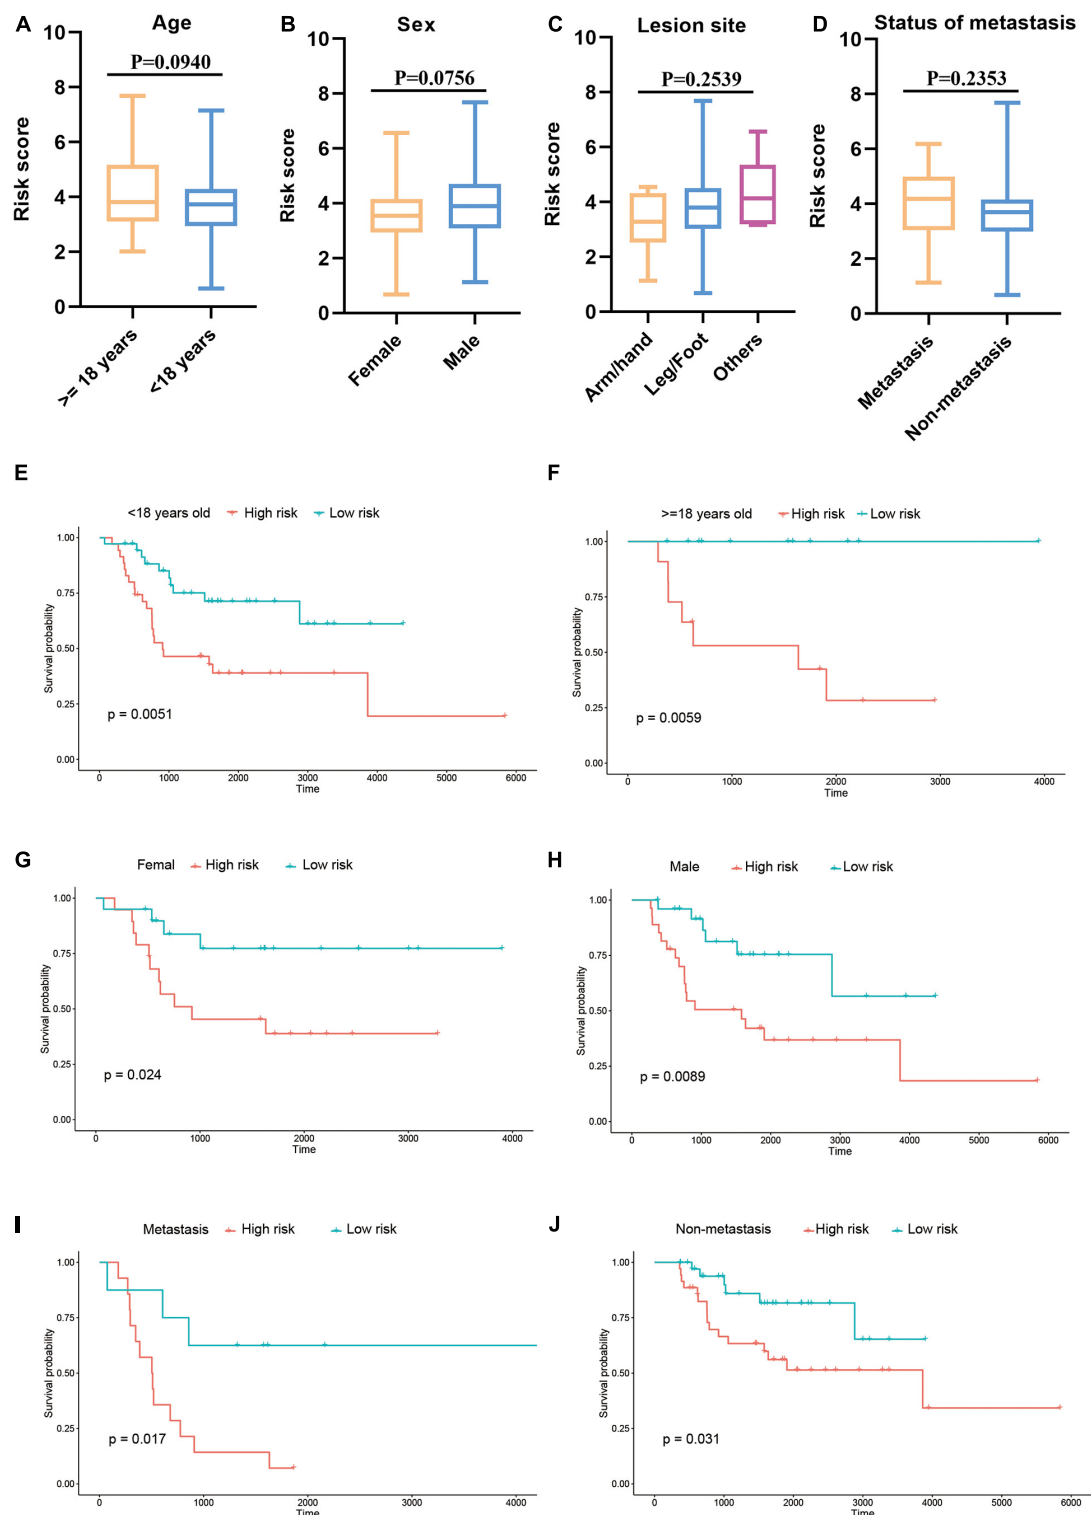 A Age
B Sex
C Lesion site
D Status of metastasis
P=0.0940
P=0.0756
P=0.2539
P=0.2353
Risk score
10
8
6
4
2
0
>= 18 years
<18 years
Risk score
10
8
6
4
2
0
Female
Male
Risk score
10
8
6
4
2
0
Arm/hand
Leg/Foot
Others
Risk score
10
8
6
4
2
0
Metastasis
Non-metastasis
E
<18 years old High risk Low risk
Survival probability
1.00
0.75
0.50
0.25
0.00
p = 0.0051
0 1000 2000 3000 4000 5000 6000
Time
F
>=18 years old High risk Low risk
Survival probability
1.00
0.75
0.50
0.25
0.00
p = 0.0059
0 1000 2000 3000 4000
Time
G
Femal High risk Low risk
Survival probability
1.00
0.75
0.50
0.25
0.00
p = 0.024
0 1000 2000 3000 4000
Time
H
Male High risk Low risk
Survival probability
1.00
0.75
0.50
0.25
0.00
p = 0.0089
0 1000 2000 3000 4000 5000 6000
Time
I
Metastasis High risk Low risk
Survival probability
1.00
0.75
0.50
0.25
0.00
p = 0.017
0 1000 2000 3000 4000
Time
J
Non-metastasis High risk Low risk
Survival probability
1.00
0.75
0.50
0.25
0.00
p = 0.031
0 1000 2000 3000 4000 5000 6000
Time